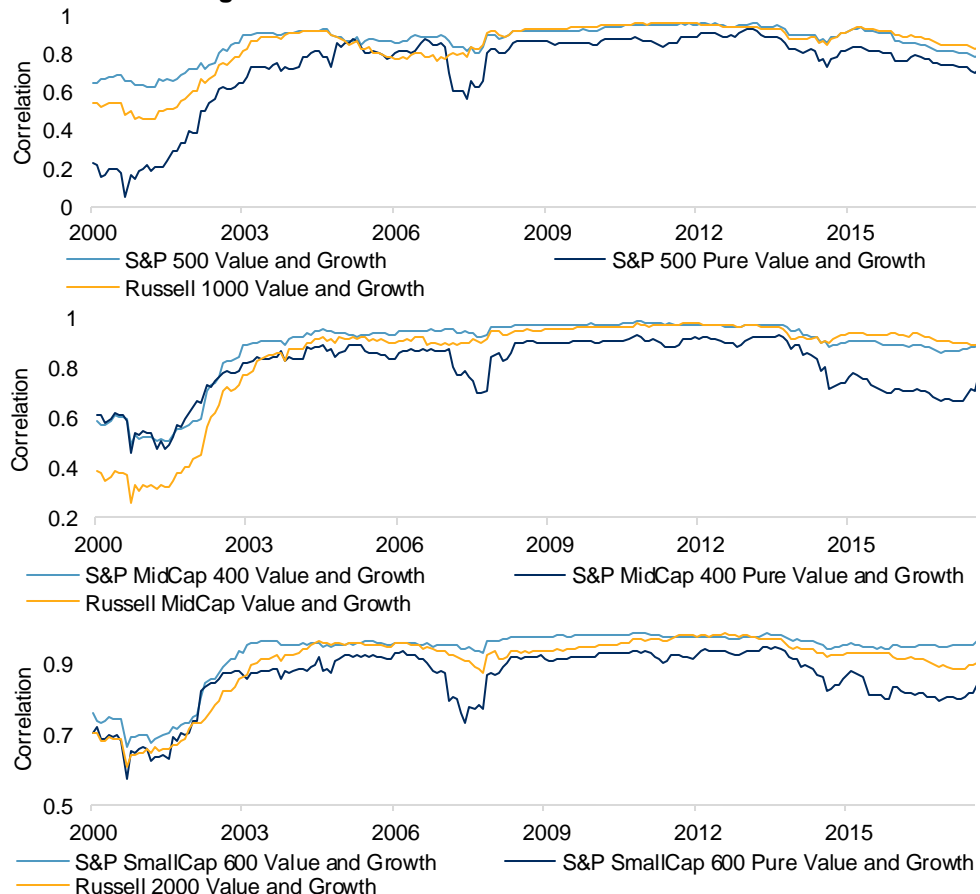 1
0.8
0.6
0.4
0.2
0
Correlation
2000 2003 2006 2009 2012 2015
S&P 500 Value and Growth S&P 500 Pure Value and Growth
Russell 1000 Value and Growth
1
0.8
0.6
0.4
0.2
Correlation
2000 2003 2006 2009 2012 2015
S&P MidCap 400 Value and Growth S&P MidCap 400 Pure Value and Growth
Russell MidCap Value and Growth
0.9
0.7
0.5
Correlation
2000 2003 2006 2009 2012 2015
S&P SmallCap 600 Value and Growth S&P SmallCap 600 Pure Value and Growth
Russell 2000 Value and Growth